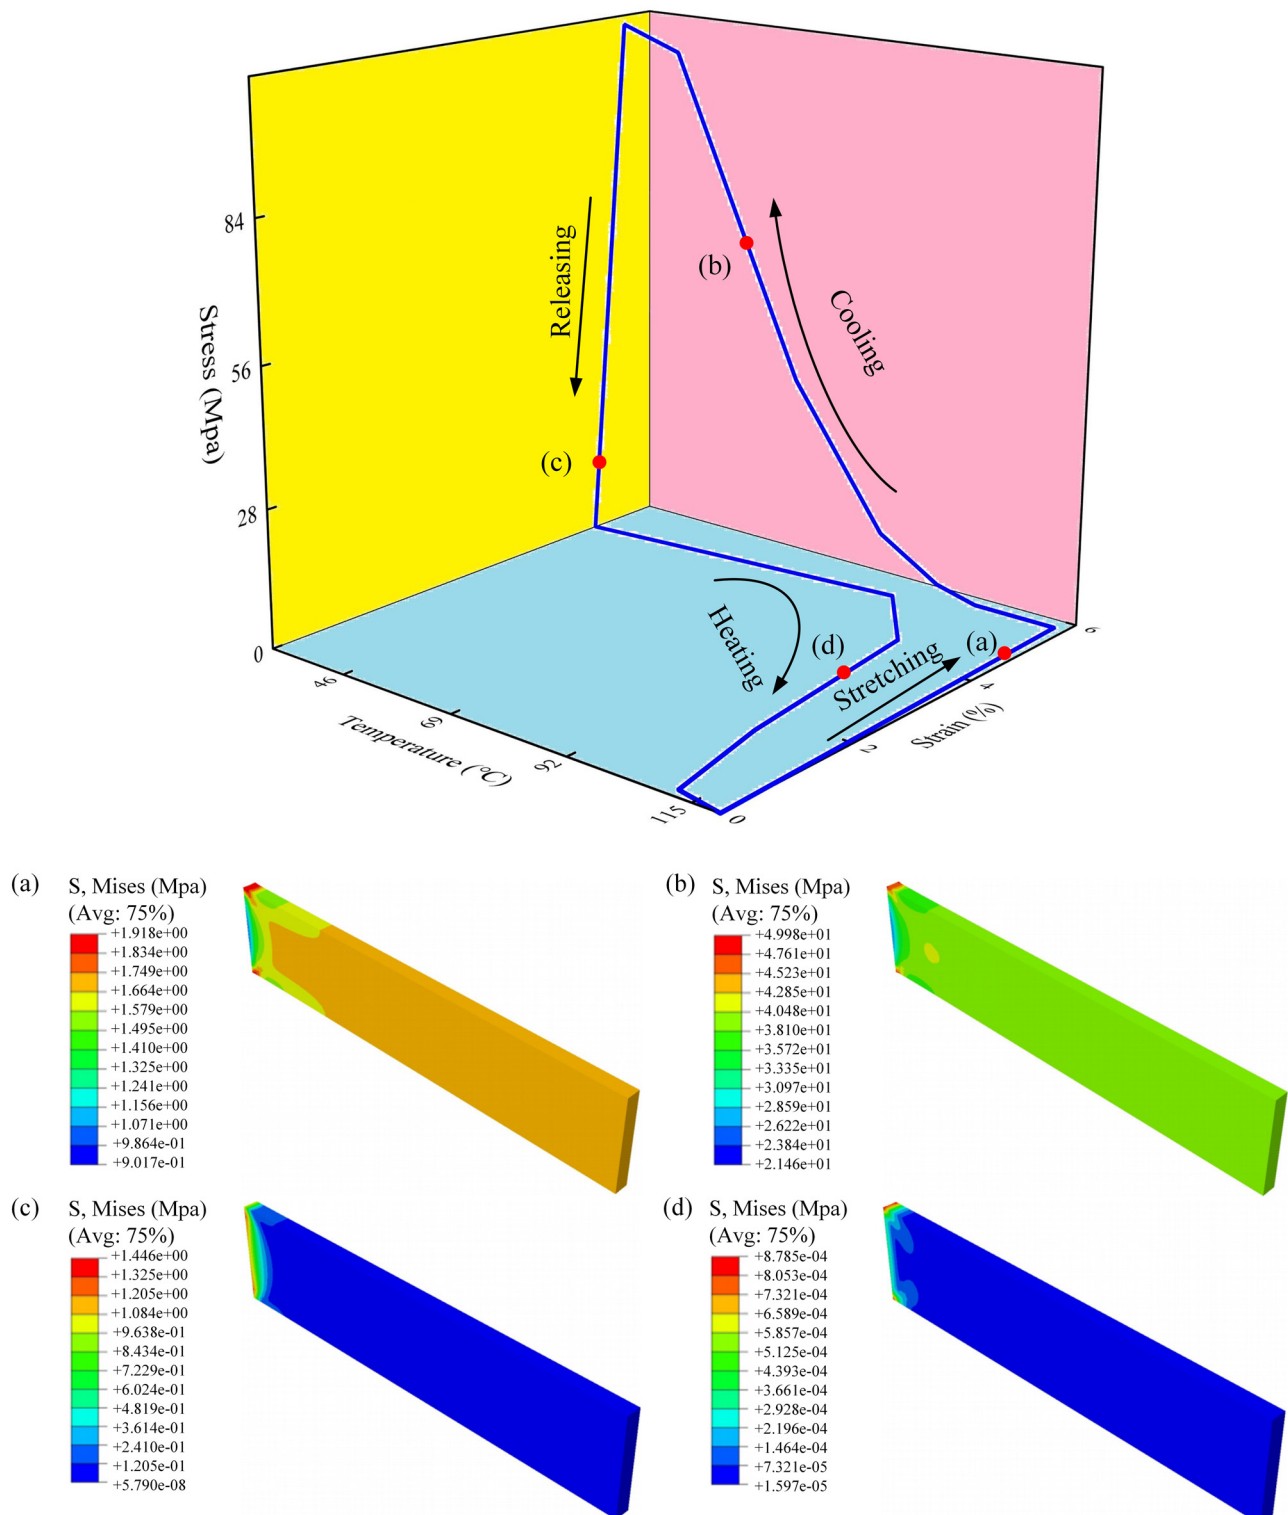 84
56
28
0
Stress (Mpa)
Releasing
(b)
Cooling
(c)
Heating
(d)
(a)
Stretching
6
4
2
0
Strain (%)
46
69
92
115
Temperature (°C)
(a) S, Mises (Mpa)
(Avg: 75%)
+1.918e+00
+1.834e+00
+1.749e+00
+1.664e+00
+1.579e+00
+1.495e+00
+1.410e+00
+1.325e+00
+1.241e+00
+1.156e+00
+1.071e+00
+9.864e-01
+9.017e-01
(b) S, Mises (Mpa)
(Avg: 75%)
+4.998e+01
+4.761e+01
+4.523e+01
+4.285e+01
+4.048e+01
+3.810e+01
+3.572e+01
+3.335e+01
+3.097e+01
+2.859e+01
+2.622e+01
+2.384e+01
+2.146e+01
(c) S, Mises (Mpa)
(Avg: 75%)
+1.446e+00
+1.325e+00
+1.205e+00
+1.084e+00
+9.638e-01
+8.434e-01
+7.229e-01
+6.024e-01
+4.819e-01
+3.614e-01
+2.410e-01
+1.205e-01
+5.790e-08
(d) S, Mises (Mpa)
(Avg: 75%)
+8.785e-04
+8.053e-04
+7.321e-04
+6.589e-04
+5.857e-04
+5.125e-04
+4.393e-04
+3.661e-04
+2.928e-04
+2.196e-04
+1.464e-04
+7.321e-05
+1.597e-05